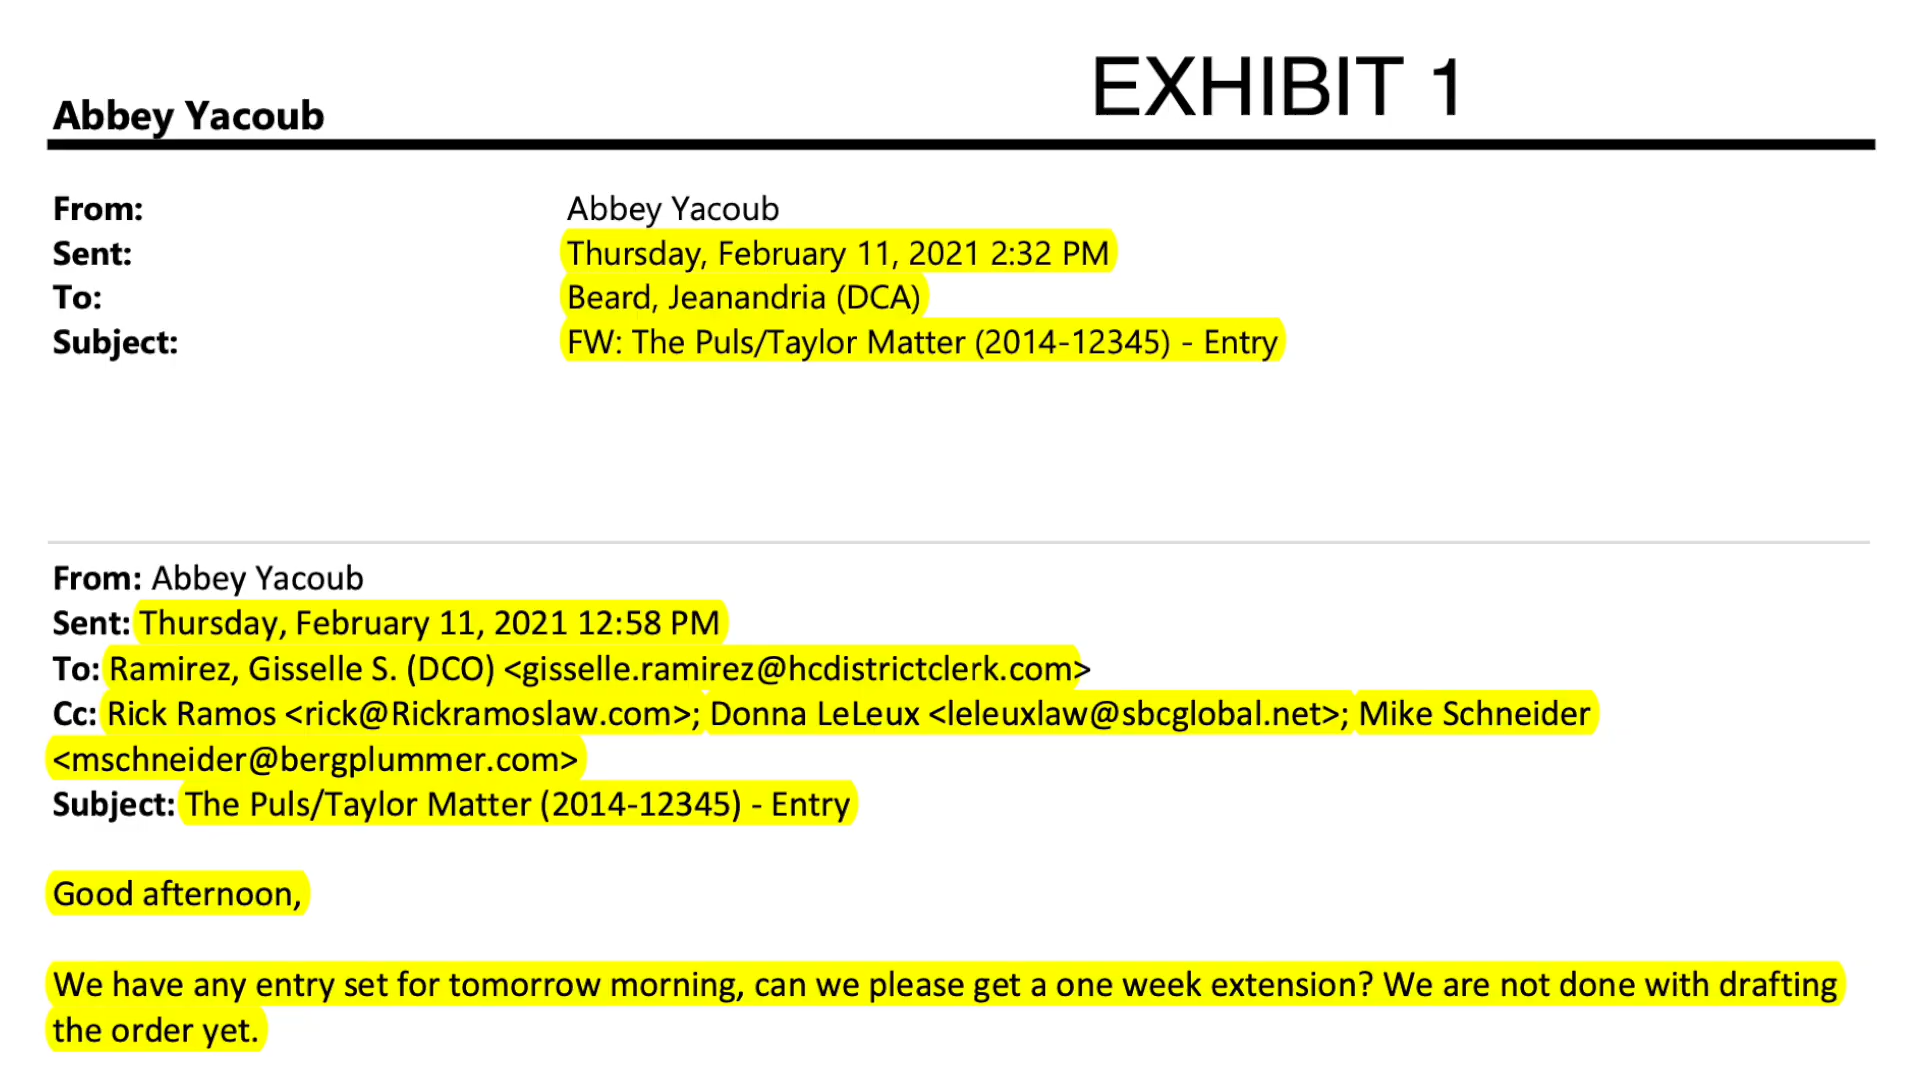 EXHIBIT 1
Abbey Yacoub
From: Abbey Yacoub
Sent: Thursday, February 11, 2021 2:32 PM
To: Beard, Jeanandria (DCA)
Subject: FW: The Puls/Taylor Matter (2014-12345) - Entry
From: Abbey Yacoub
Sent: Thursday, February 11, 2021 12:58 PM
To: Ramirez, Gisselle S. (DCO) <gisselle.ramirez@hcdistrictclerk.com>
Cc: Rick Ramos <rick@Rickramoslaw.com>; Donna LeLeux <leleuxlaw@sbcglobal.net>; Mike Schneider
<mschneider@bergplummer.com>
Subject: The Puls/Taylor Matter (2014-12345) - Entry
Good afternoon,
We have any entry set for tomorrow morning, can we please get a one week extension? We are not done with drafting
the order yet.